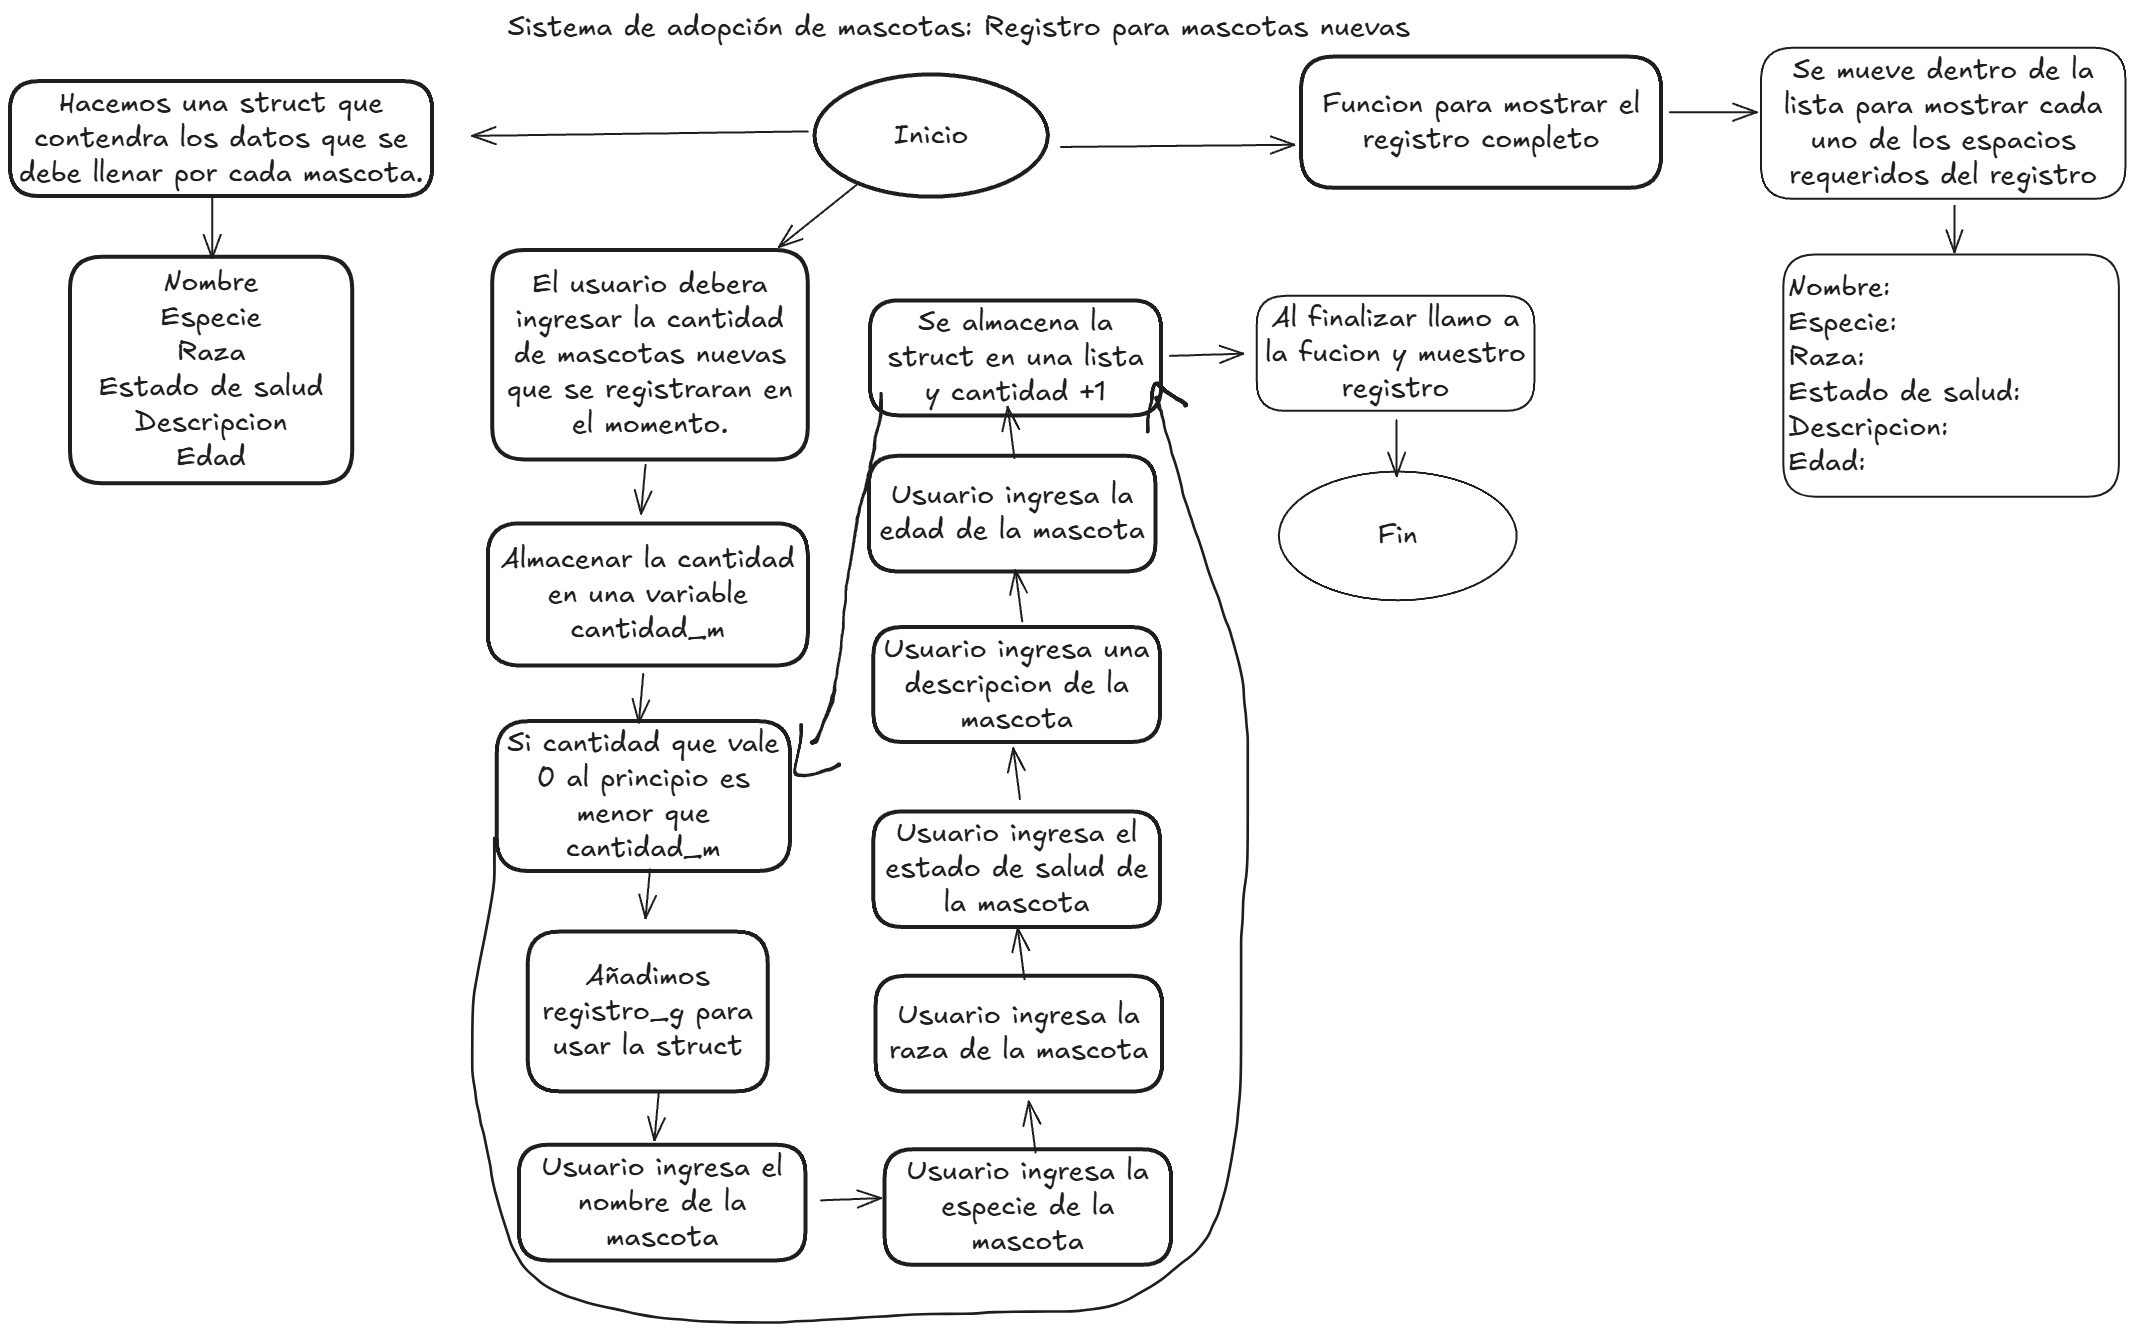 Sistema de adopción de mascotas: Registro para mascotas nuevas
Hacemos una struct que
contendra los datos que se
debe llenar por cada mascota.
Nombre
Especie
Raza
Estado de salud
Descripcion
Edad
Inicio
El usuario debera
ingresar la cantidad
de mascotas nuevas
que se registraran en
el momento.
Almacenar la cantidad
en una variable
cantidad_m
Si cantidad que vale
0 al principio es
menor que
cantidad_m
Añadimos
registro_g para
usar la struct
Usuario ingresa el
nombre de la
mascota
Usuario ingresa la
especie de la
mascota
Usuario ingresa la
raza de la mascota
Usuario ingresa el
estado de salud de
la mascota
Usuario ingresa una
descripcion de la
mascota
Usuario ingresa la
edad de la mascota
Se almacena la
struct en una lista
y cantidad +1
Al finalizar llamo a
la fucion y muestro
registro
Fin
Funcion para mostrar el
registro completo
Se mueve dentro de la
lista para mostrar cada
uno de los espacios
requeridos del registro
Nombre:
Especie:
Raza:
Estado de salud:
Descripcion:
Edad: